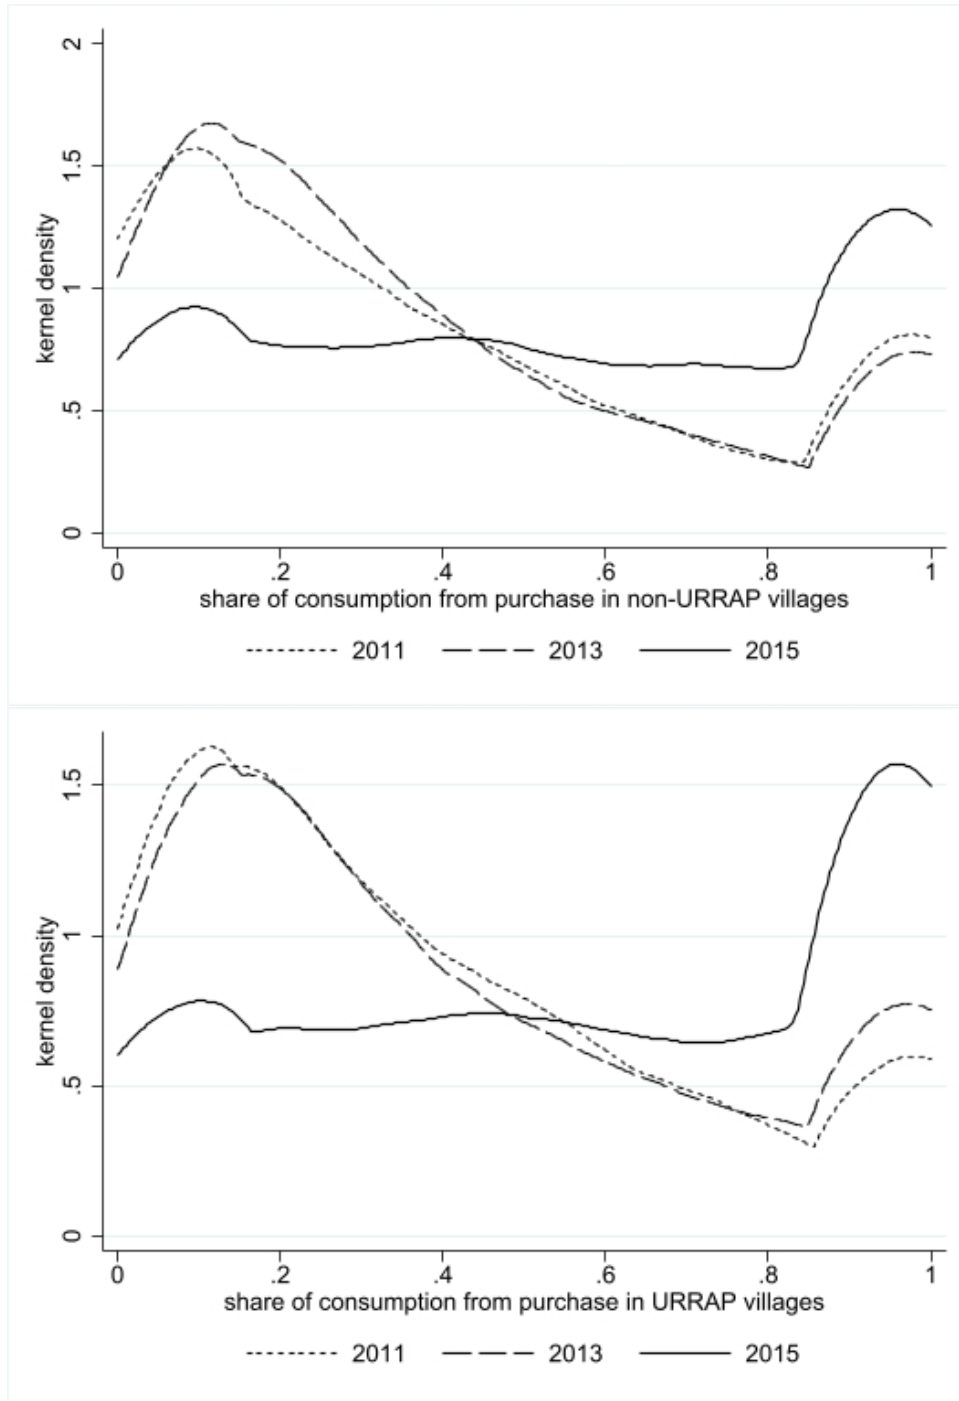 2
1.5
1
.5
0
kernel density
0 .2 .4 .6 .8 1
share of consumption from purchase in non-URRAP villages
2011 2013 2015
1.5
1
.5
0
kernel density
0 .2 .4 .6 .8 1
share of consumption from purchase in URRAP villages
2011 2013 2015